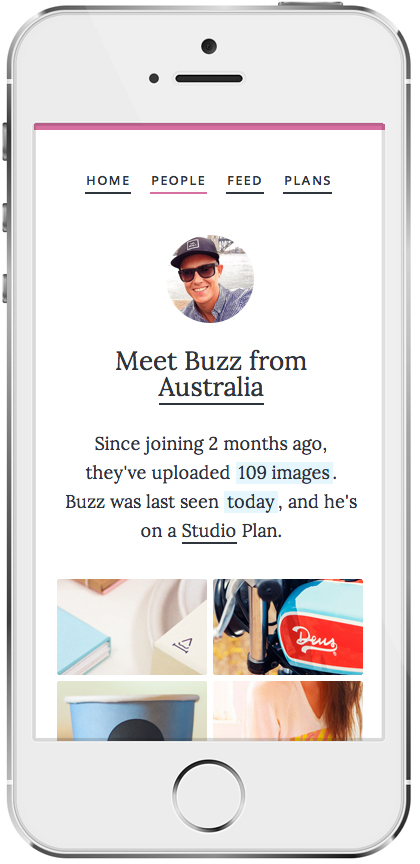 HOME PEOPLE FEED PLANS
Meet Buzz from
Australia
Since joining 2 months ago,
they've uploaded 109 images.
Buzz was last seen today, and he's
on a Studio Plan.
Deus